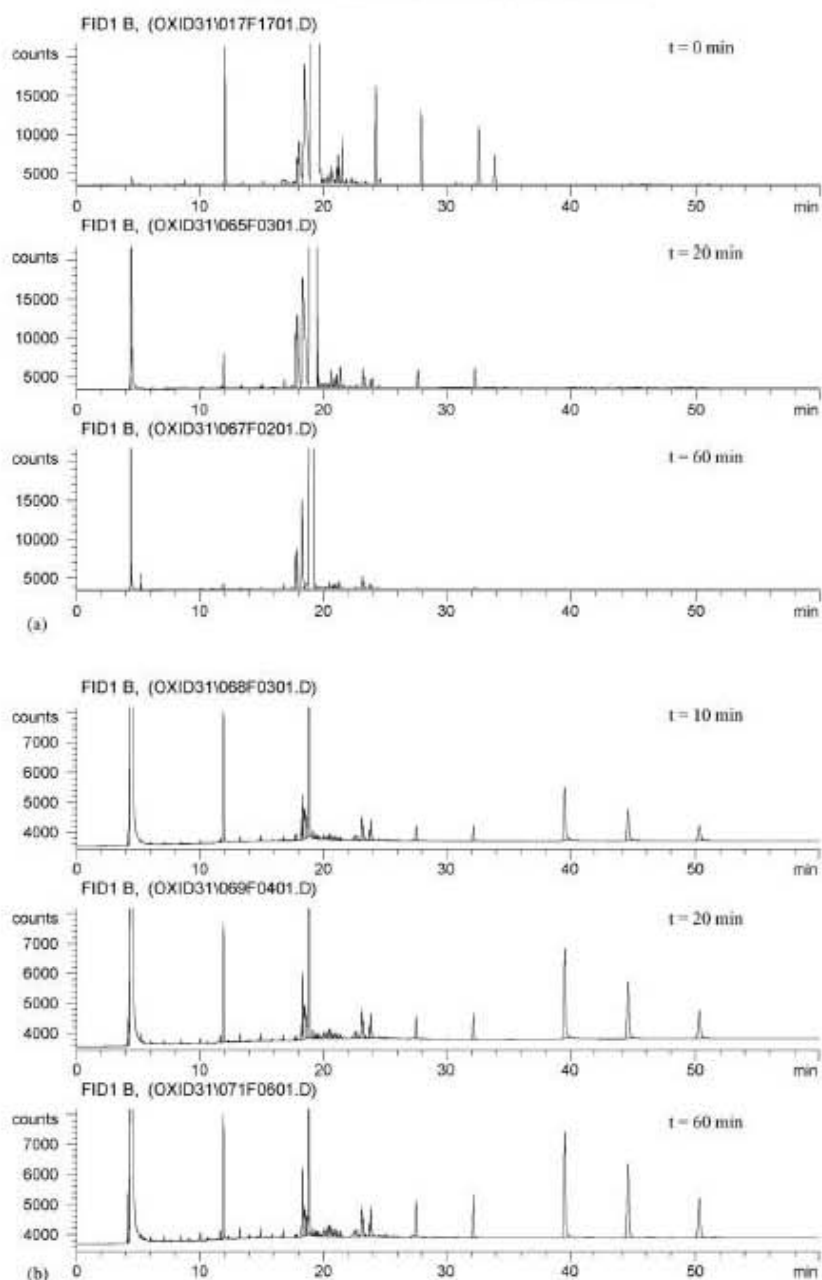 FID1 B, (OXID31\017F1701.D)
counts
t = 0 min
15000
10000
5000
0 10 20 30 40 50 min
FID1 B, (OXID31\065F0301.D)
counts
t = 20 min
15000
10000
5000
0 10 20 30 40 50 min
FID1 B, (OXID31\067F0201.D)
counts
t = 60 min
15000
10000
5000
0 10 20 30 40 50 min
(a)
FID1 B, (OXID31\068F0301.D)
counts
t = 10 min
7000
6000
5000
4000
0 10 20 30 40 50 min
FID1 B, (OXID31\069F0401.D)
counts
t = 20 min
7000
6000
5000
4000
0 10 20 30 40 50 min
FID1 B, (OXID31\071F0601.D)
counts
t = 60 min
7000
6000
5000
4000
0 10 20 30 40 50 min
(b)